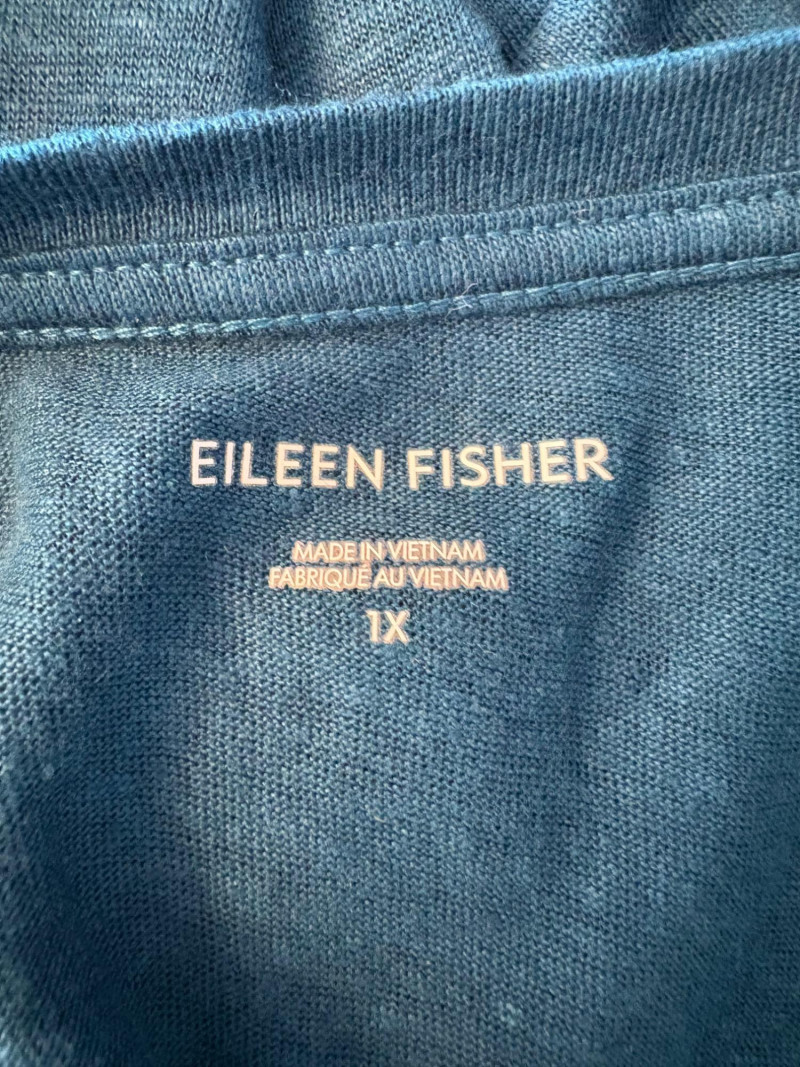 EILEEN FISHER
MADE IN VIETNAM
FABRIQUÉ AU VIETNAM
1X